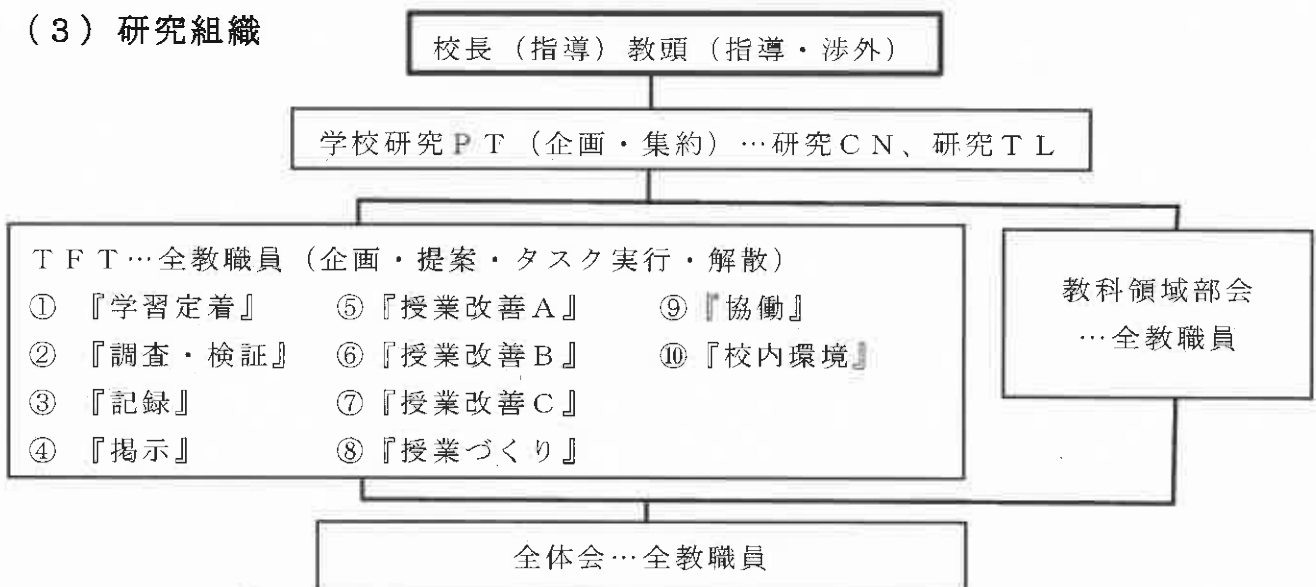 （３）研究組織
校長（指導）教頭（指導・渉外）
学校研究ＰＴ（企画・集約）…研究ＣＮ、研究ＴＬ
ＴＦＴ…全教職員（企画・提案・タスク実行・解散）
① 『学習定着』 ⑤『授業改善Ａ』 ⑨『協働』
② 『調査・検証』 ⑥『授業改善Ｂ』 ⑩『校内環境』
③ 『記録』 ⑦『授業改善Ｃ』
④ 『掲示』 ⑧『授業づくり』
教科領域部会
…全教職員
全体会…全教職員